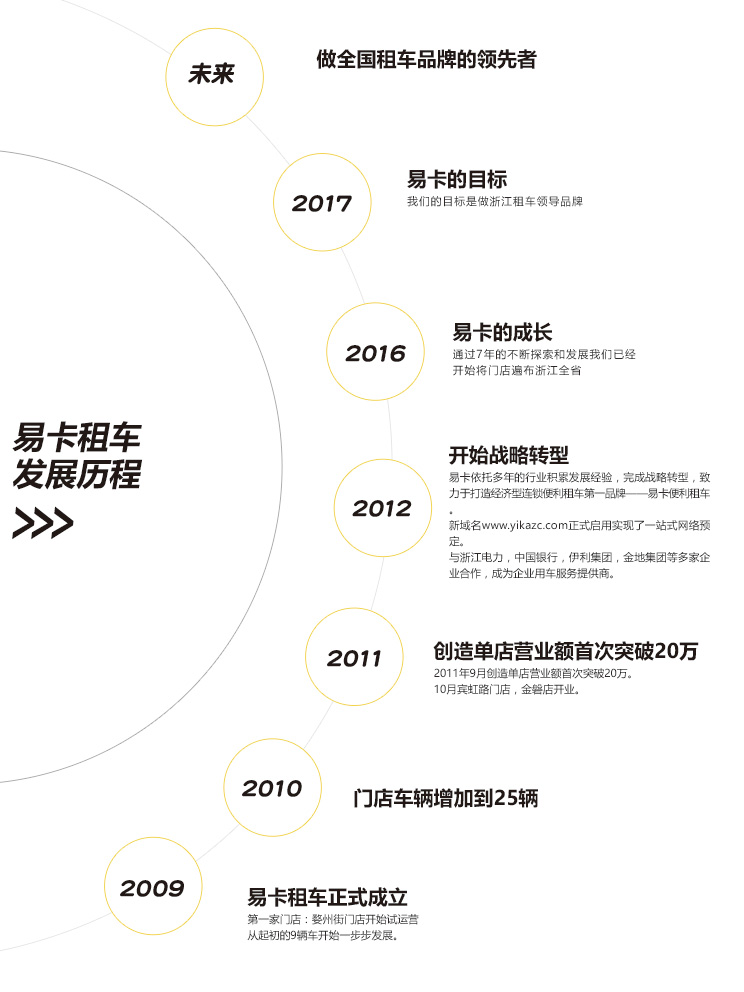 未来
做全国租车品牌的领先者
2017
易卡的目标
我们的目标是做浙江租车领导品牌
2016
易卡的成长
通过7年的不断探索和发展我们已经
开始将门店遍布浙江全省
易卡租车
发展历程
>>>
2012
开始战略转型
易卡依托多年的行业积累发展经验，完成战略转型，致
力于打造经济型连锁便利租车第一品牌——易卡便利租车
。
新域名www.yikazc.com正式启用实现了一站式网络预
定。
与浙江电力，中国银行，伊利集团，金地集团等多家企
业合作，成为企业用车服务提供商。
2011
创造单店营业额首次突破20万
2011年9月创造单店营业额首次突破20万。
10月宾虹路门店，金磐店开业。
2010
门店车辆增加到25辆
2009
易卡租车正式成立
第一家门店：婺州街门店开始试运营
从起初的9辆车开始一步步发展。